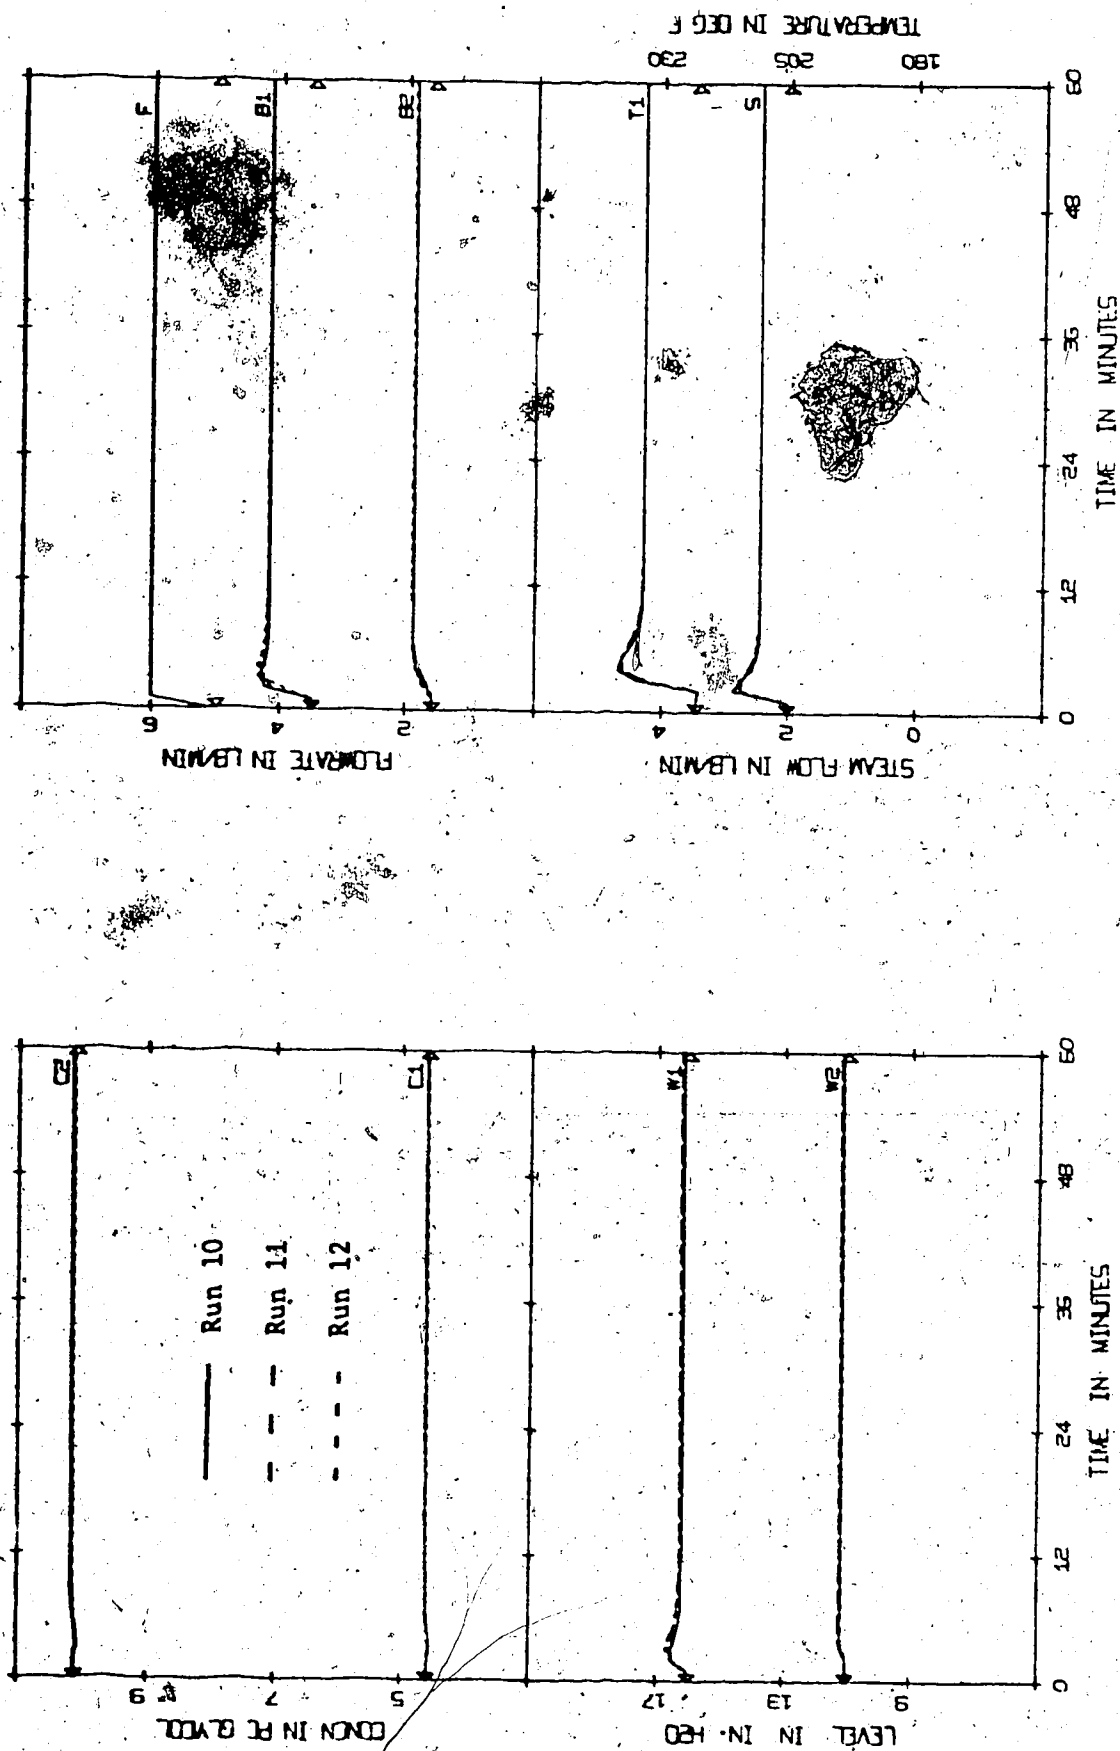 CONCN IN PC GLYCOL
9
7
5
C2
C1
Run 10
Run 11
Run 12
LEVEL IN IN H2O
17
13
9
W1
W2
0 12 24 36 48 60
TIME IN MINUTES
FLOWRATE IN LB/MIN
6
4
2
F
B1
B2
STEAM FLOW IN LB/MIN
4
2
0
T1
S
230
205
180
TEMPERATURE IN DEG F
0 12 24 36 48 60
TIME IN MINUTES